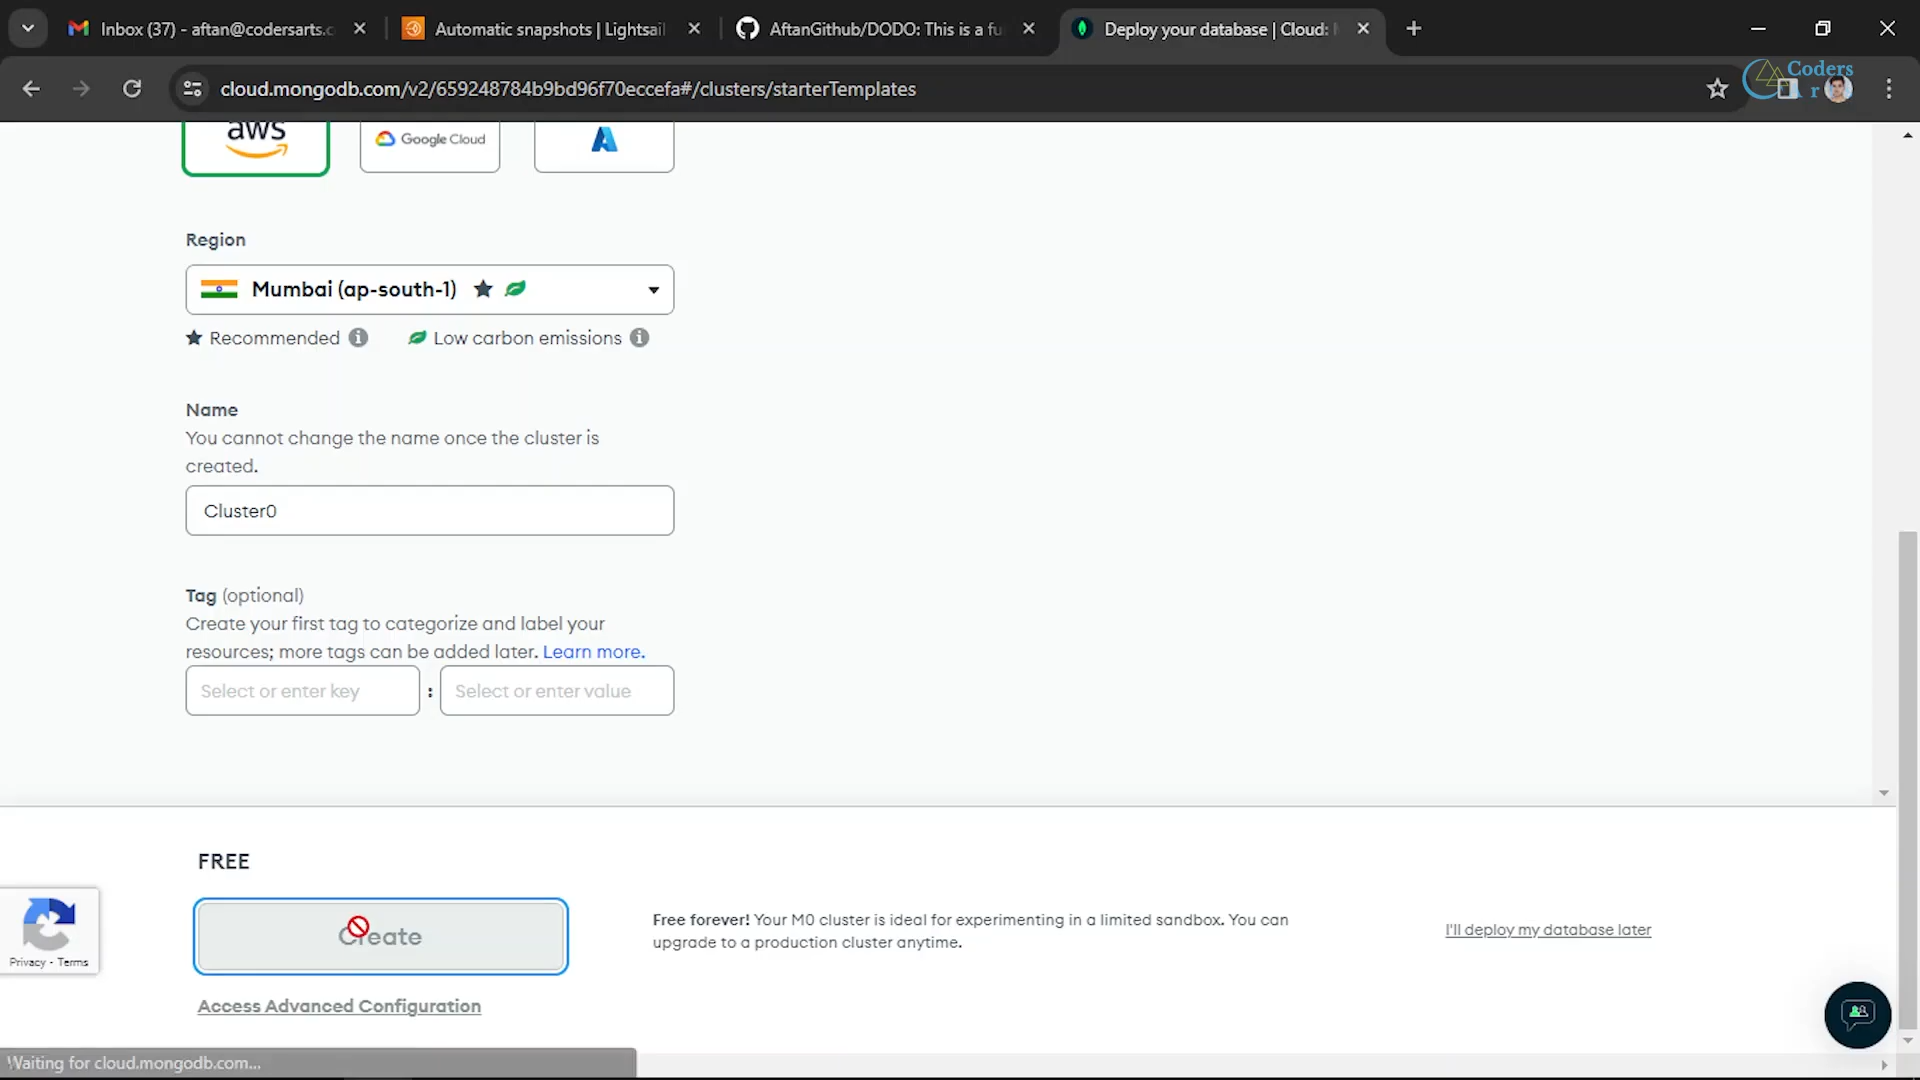 Inbox (37) - aftan@codersarts.c
Automatic snapshots | Lightsail
AftanGithub/DODO: This is a fu
Deploy your database | Cloud:
cloud.mongodb.com/v2/659248784b9bd96f70eccefa#/clusters/starterTemplates
Coders
Ar
aws
Google Cloud
Region
Mumbai (ap-south-1)
Recommended
Low carbon emissions
Name
You cannot change the name once the cluster is
created.
Cluster0
Tag (optional)
Create your first tag to categorize and label your
resources; more tags can be added later. Learn more.
Select or enter key : Select or enter value
FREE
Create
Free forever! Your M0 cluster is ideal for experimenting in a limited sandbox. You can
upgrade to a production cluster anytime.
I'll deploy my database later
Privacy - Terms
Access Advanced Configuration
Waiting for cloud.mongodb.com...